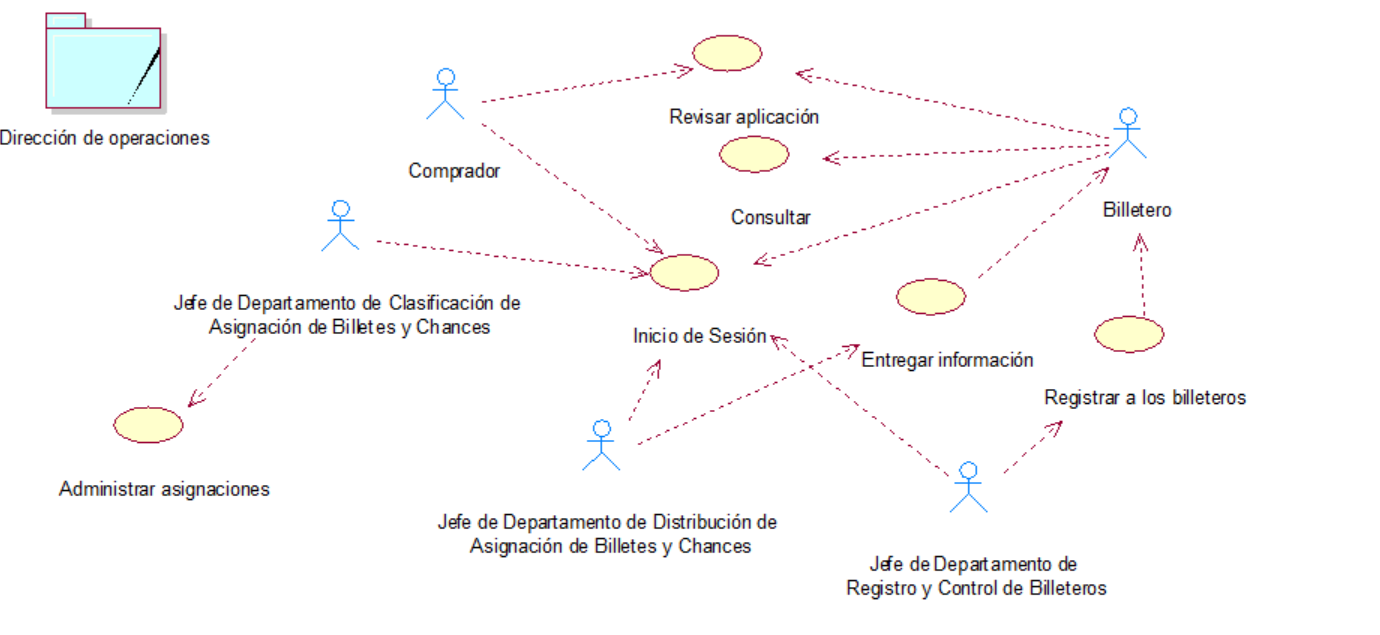 Dirección de operaciones
Revisar aplicación
Comprador
Consultar
Billetero
Jefe de Departamento de Clasificación de
Asignación de Billetes y Chances
Inicio de Sesión
Entregar información
Registrar a los billeteros
Administrar asignaciones
Jefe de Departamento de Distribución de
Asignación de Billetes y Chances
Jefe de Departamento de
Registro y Control de Billeteros